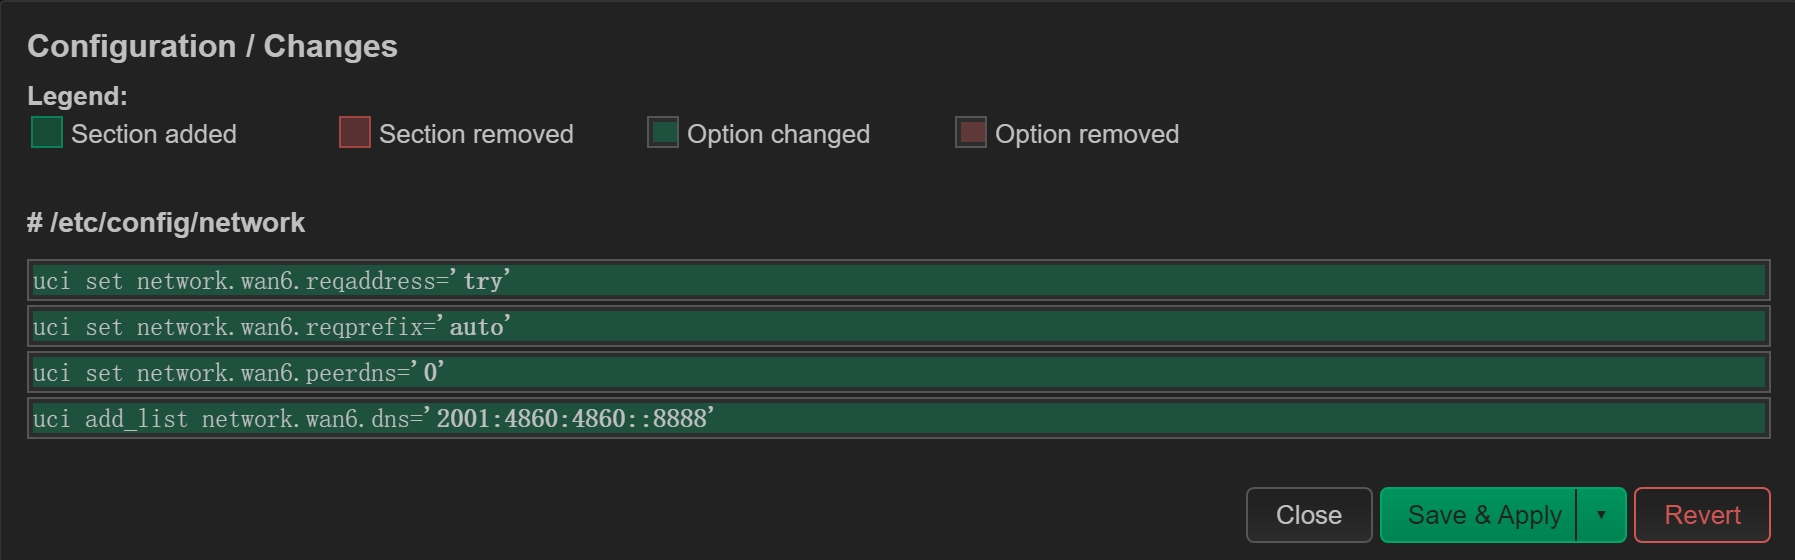 Configuration / Changes
Legend:
Section added Section removed Option changed Option removed
# /etc/config/network
uci set network.wan6.reqaddress='try'
uci set network.wan6.reqprefix='auto'
uci set network.wan6.peerdns='0'
uci add_list network.wan6.dns='2001:4860:4860::8888'
Close Save & Apply ▾ Revert